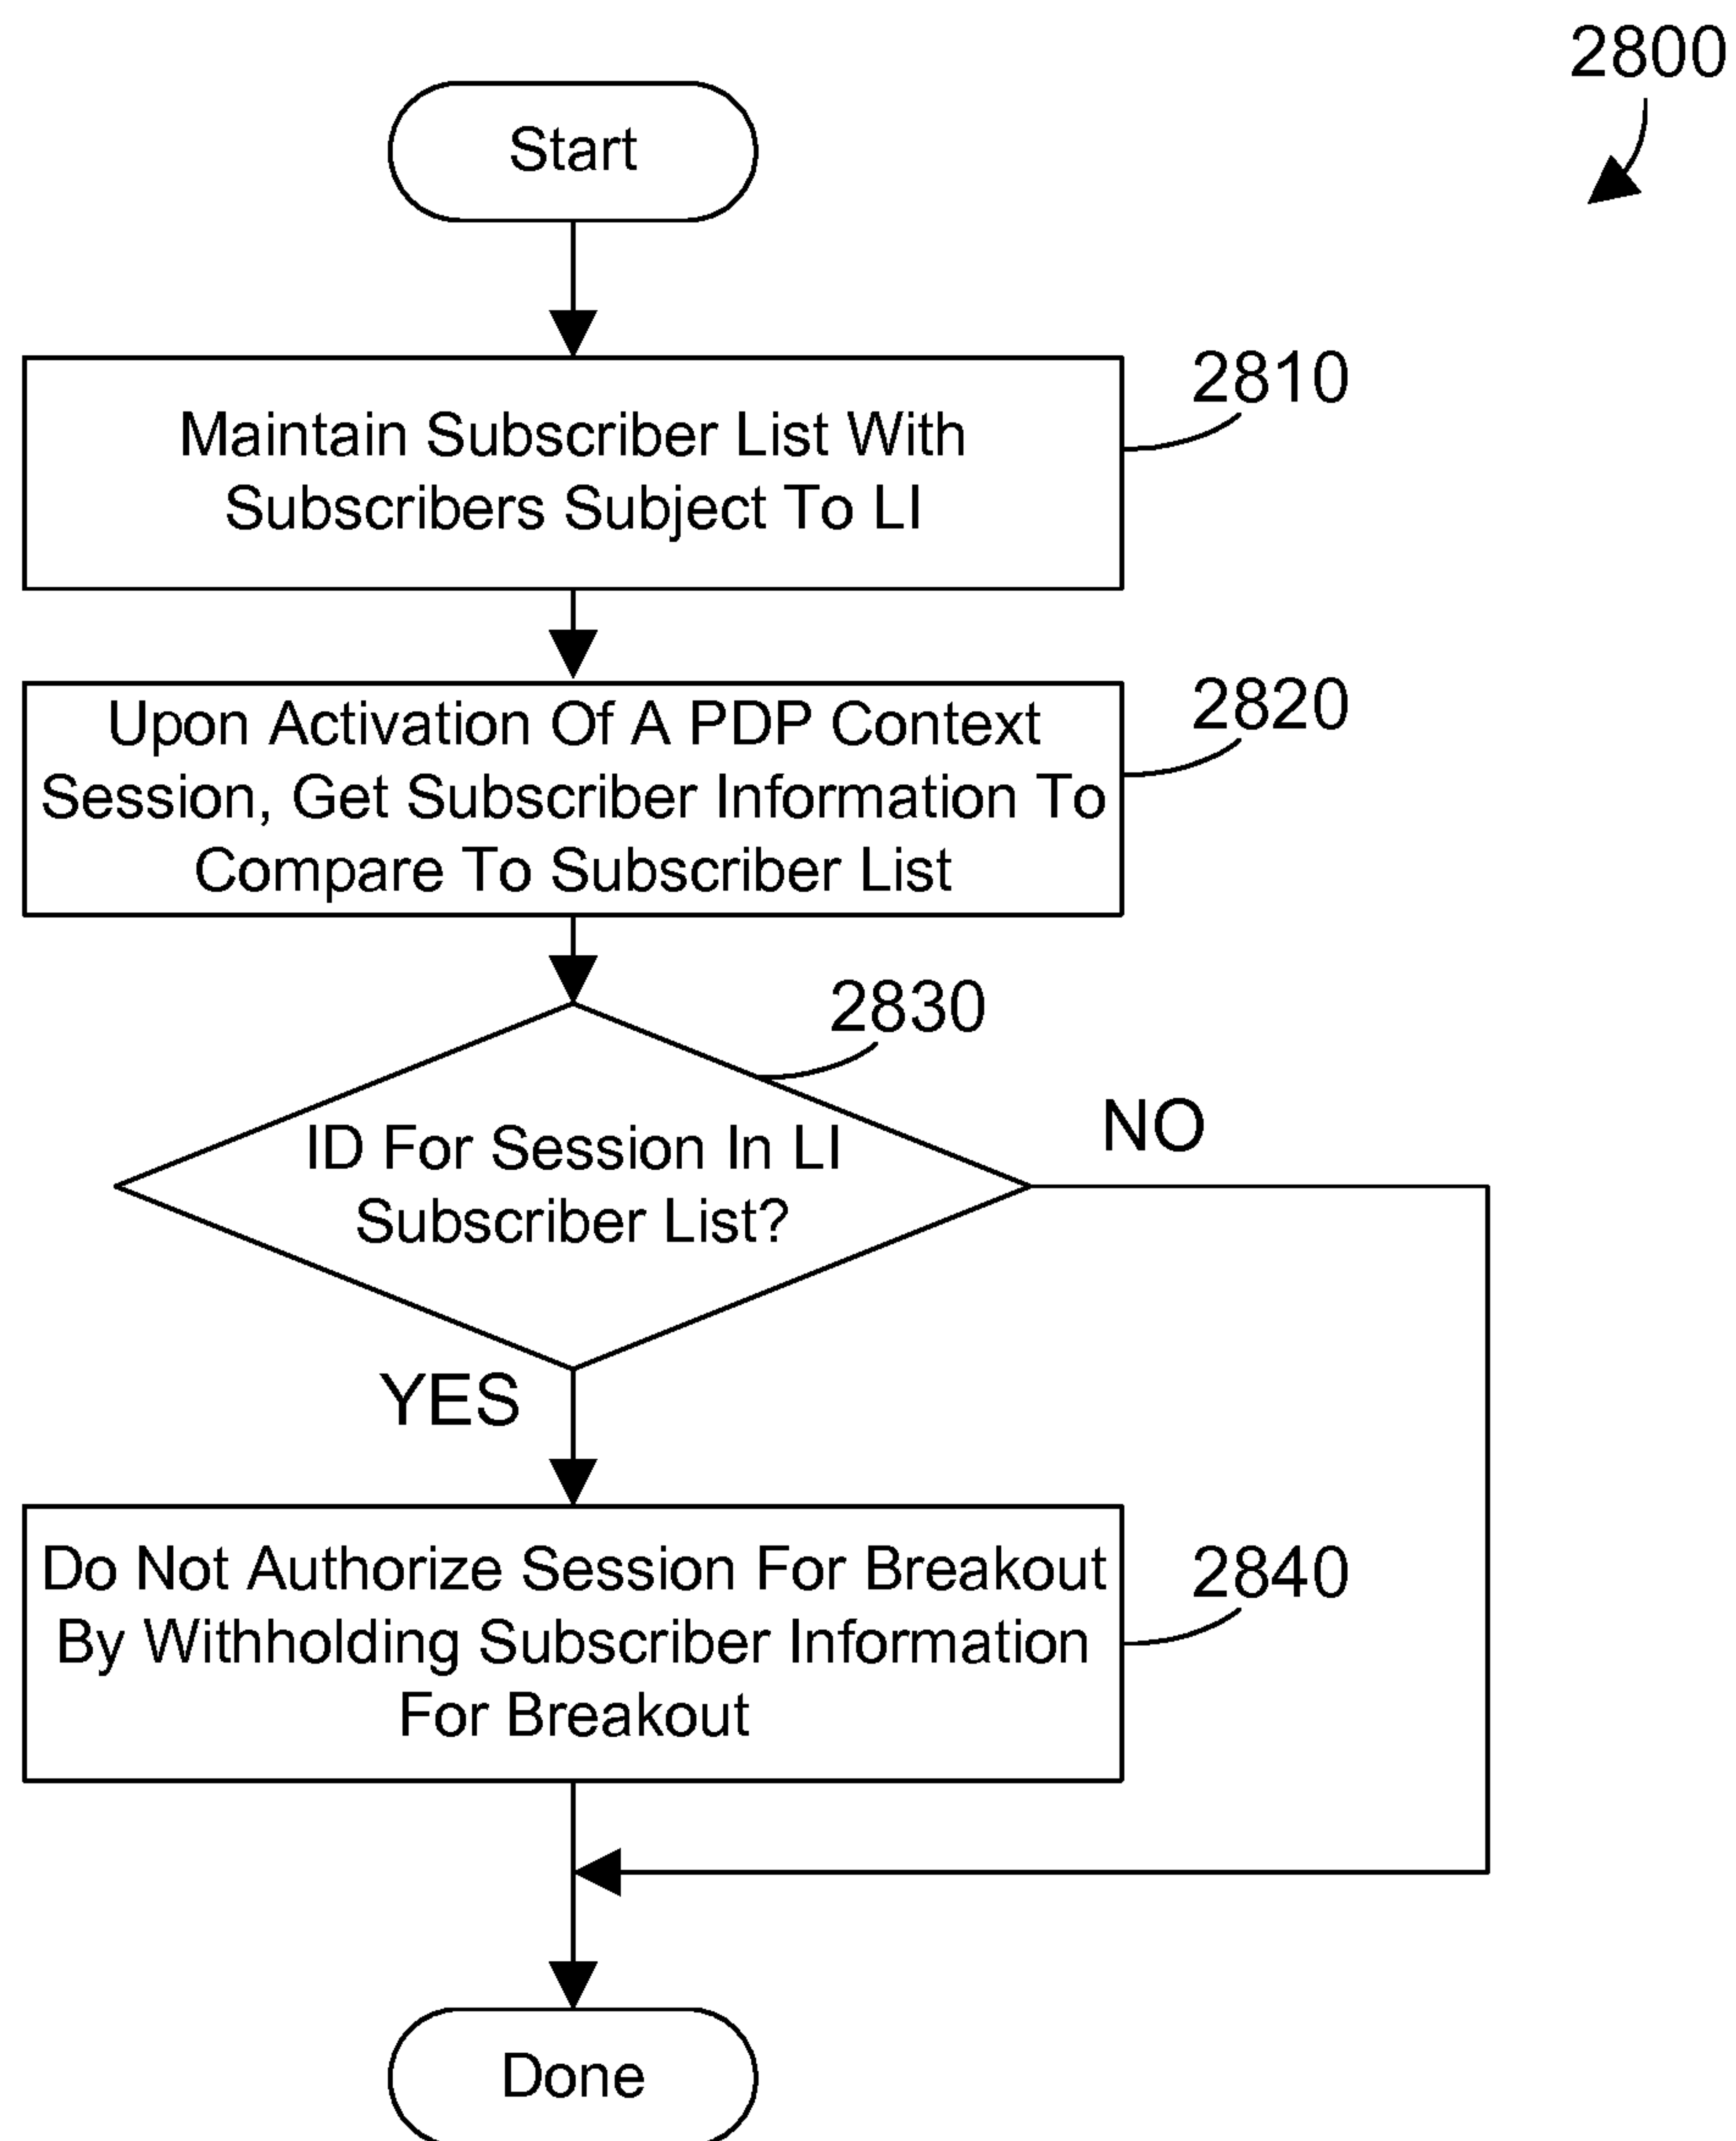 2800
Start
2810
Maintain Subscriber List With
Subscribers Subject To LI
2820
Upon Activation Of A PDP Context
Session, Get Subscriber Information To
Compare To Subscriber List
2830
ID For Session In LI
Subscriber List?
NO
YES
Do Not Authorize Session For Breakout
By Withholding Subscriber Information
For Breakout
2840
Done